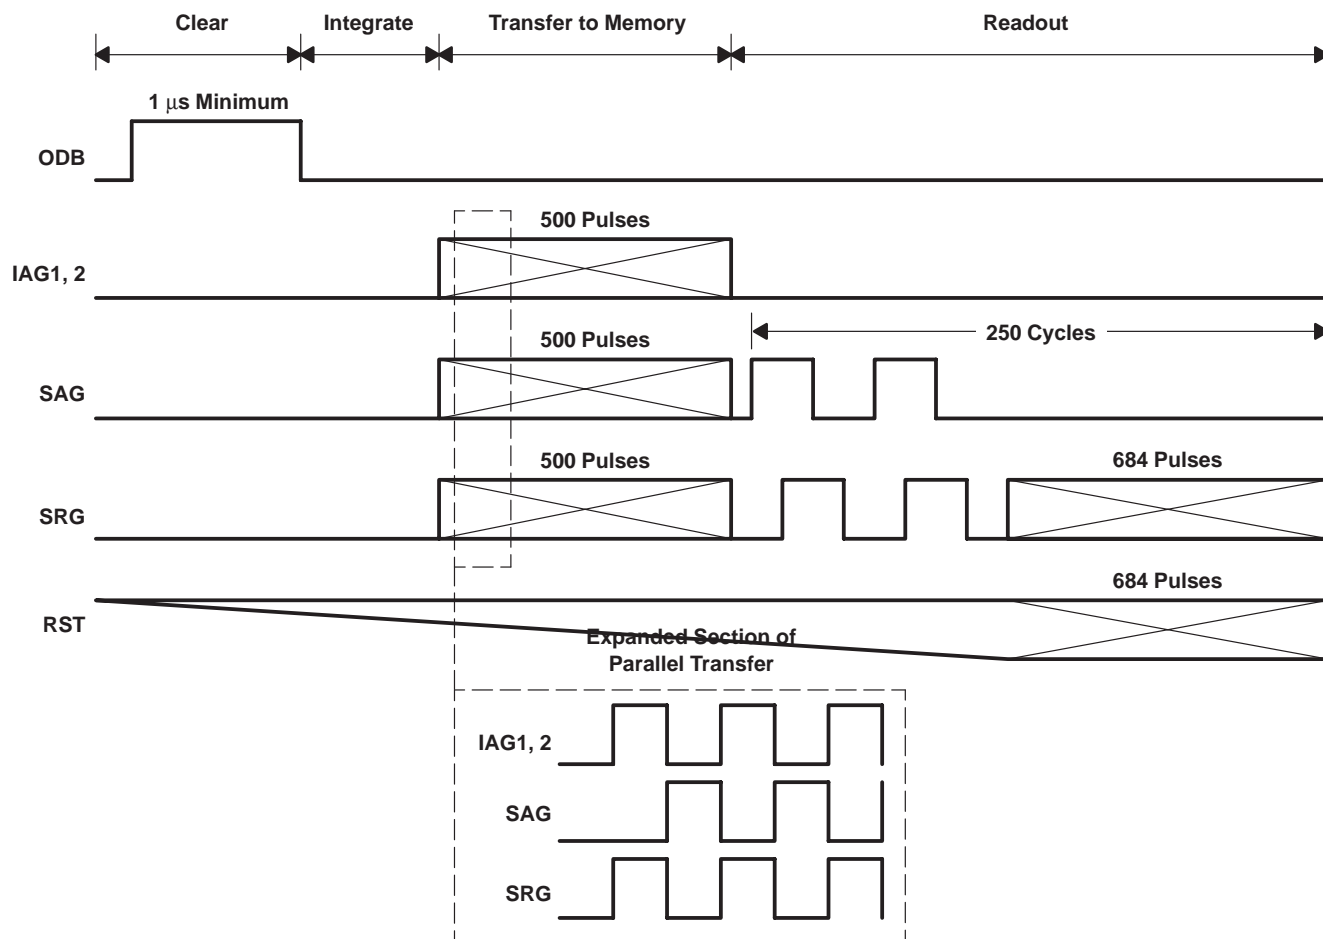 Clear
Integrate
Transfer to Memory
Readout
1 μs Minimum
ODB
500 Pulses
IAG1, 2
500 Pulses
250 Cycles
SAG
500 Pulses
684 Pulses
SRG
684 Pulses
RST
Expanded Section of
Parallel Transfer
IAG1, 2
SAG
SRG